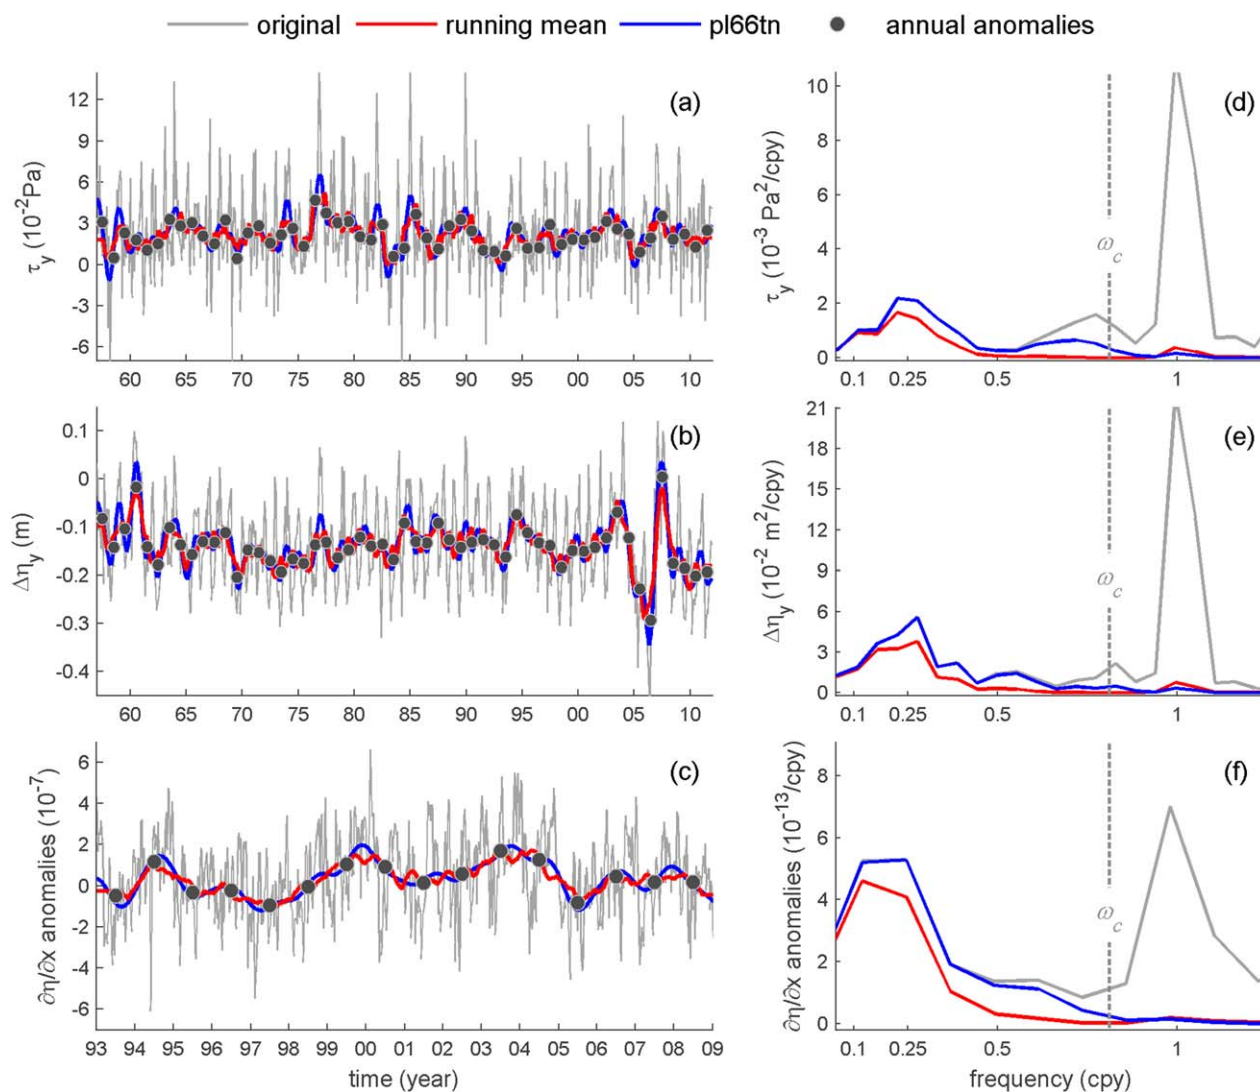 original running mean pl66tn annual anomalies
(a)
τy (10-2Pa)
12
9
6
3
0
-3
-6
60 65 70 75 80 85 90 95 00 05 10
(d)
τy (10-3 Pa2/cpy)
10
8
6
4
2
0
ωc
0.1 0.25 0.5 1
(b)
Δηy (m)
0.1
0
-0.1
-0.2
-0.3
-0.4
60 65 70 75 80 85 90 95 00 05 10
(e)
Δηy (10-2 m2/cpy)
21
18
15
12
9
6
3
0
ωc
0.1 0.25 0.5 1
(c)
∂η/∂x anomalies (10-7)
6
4
2
0
-2
-4
-6
93 94 95 96 97 98 99 00 01 02 03 04 05 06 07 08 09
time (year)
(f)
∂η/∂x anomalies (10-13/cpy)
8
6
4
2
0
ωc
0.1 0.25 0.5 1
frequency (cpy)